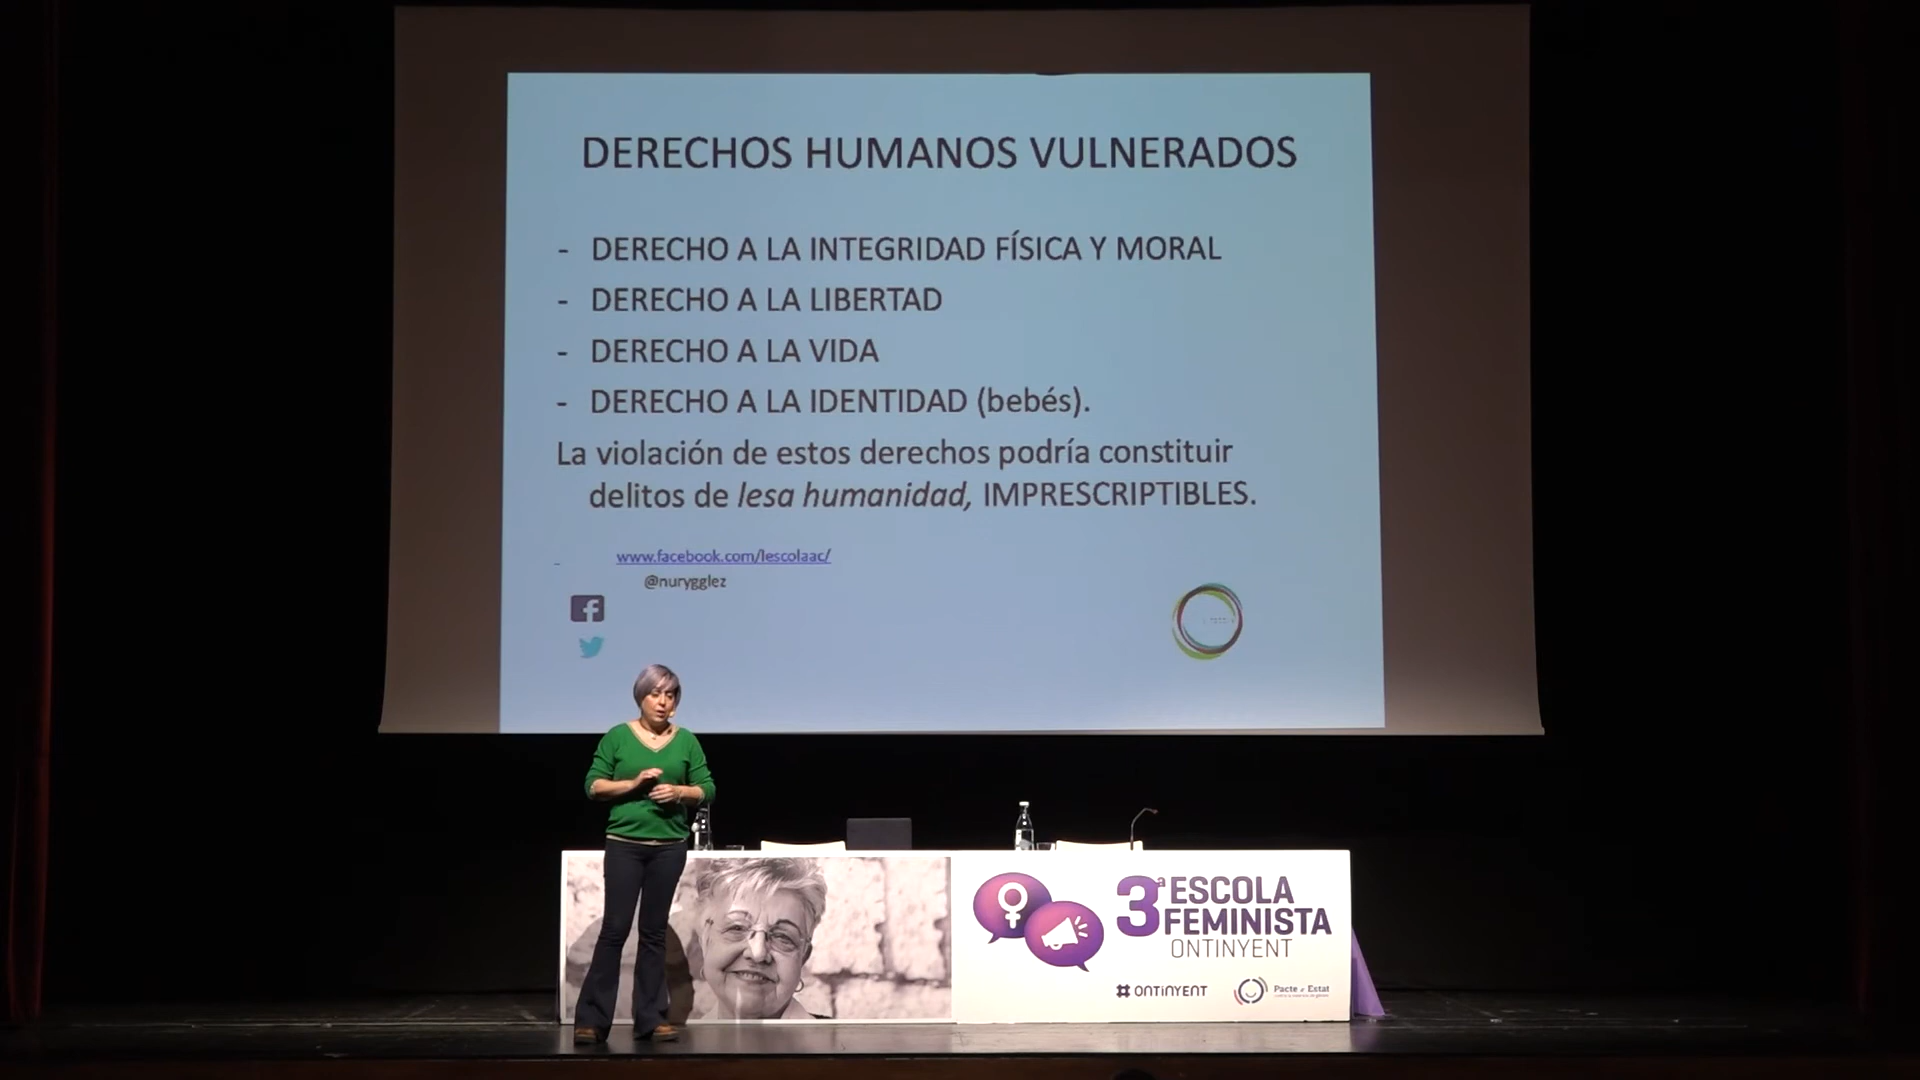 DERECHOS HUMANOS VULNERADOS
- DERECHO A LA INTEGRIDAD FÍSICA Y MORAL
- DERECHO A LA LIBERTAD
- DERECHO A LA VIDA
- DERECHO A LA IDENTIDAD (bebés).
La violación de estos derechos podría constituir
delitos de lesa humanidad, IMPRESCRIPTIBLES.
www.facebook.com/lescolaac/
@nurygglez
3ª ESCOLA
FEMINISTA
ONTINYENT
ONTINYENT
Pacte d'Estat